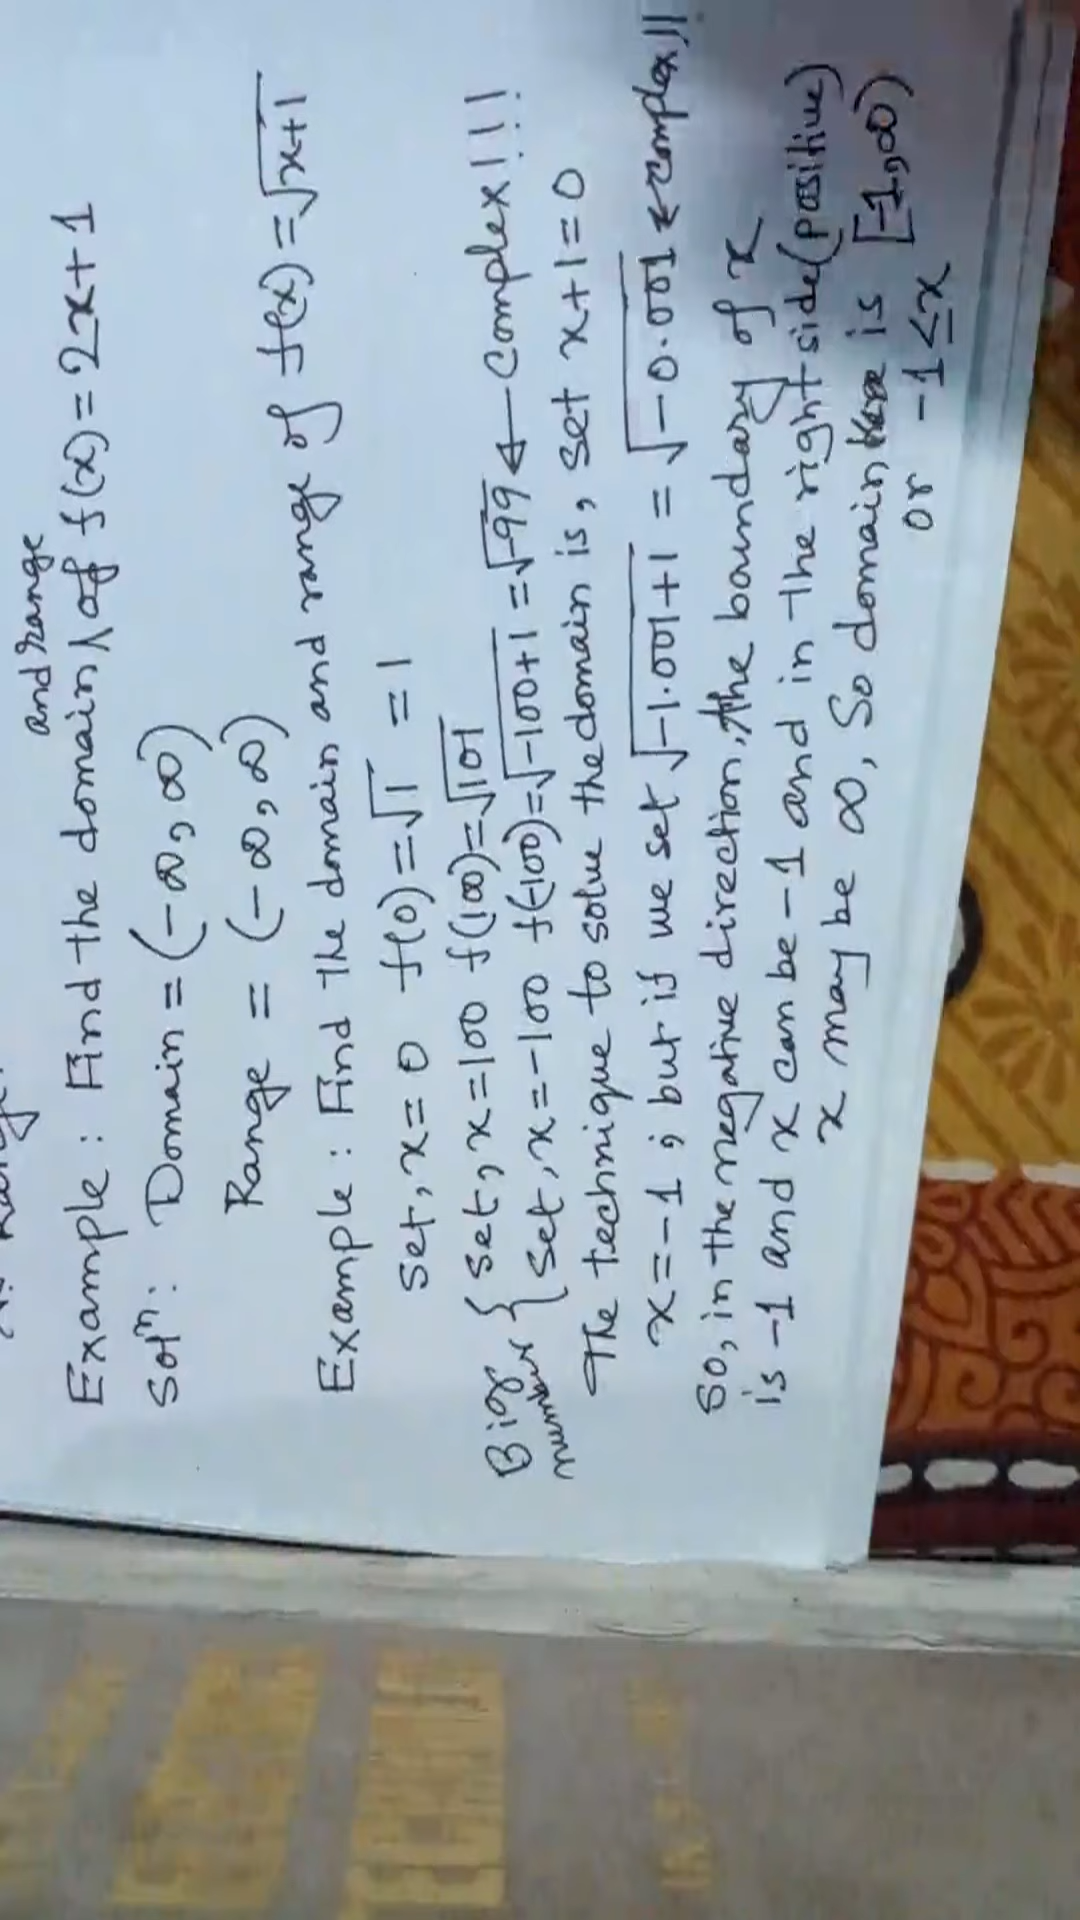 and range
Example : Find the domain ∧ of f(x) = 2x+1
Solⁿ: Domain = (-∞, ∞)
Range = (-∞, ∞)
Example : Find the domain and range of f(x) = √x+1
Set, x = 0 f(0) = √1 = 1
Big number { Set, x = 100 f(100) = √101
{ Set, x = -100 f(-100) = √-100+1 = √-99 ← Complex!!!
The technique to solve the domain is, set x+1=0
x = -1 ; but if we set √-1.001+1 = √-0.001 ← complex!!
So, in the negative direction, the boundary of x
is -1 and x can be -1 and in the right side (positive)
x may be ∞, So domain here is [-1, ∞)
or -1 ≤ x